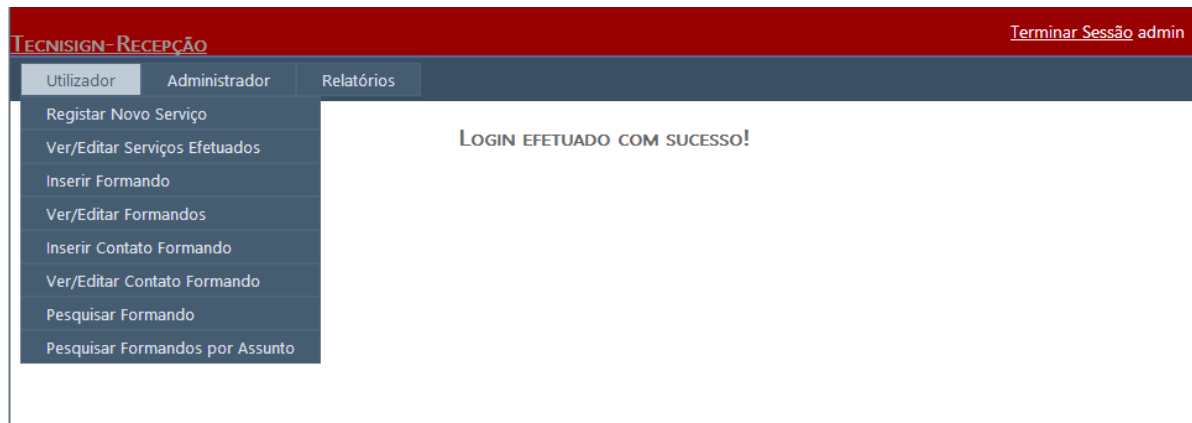 Terminar Sessão admin
Tecnisign-Recepção
Utilizador Administrador Relatórios
Registar Novo Serviço
Ver/Editar Serviços Efetuados
Inserir Formando
Ver/Editar Formandos
Inserir Contato Formando
Ver/Editar Contato Formando
Pesquisar Formando
Pesquisar Formandos por Assunto
Login efetuado com sucesso!